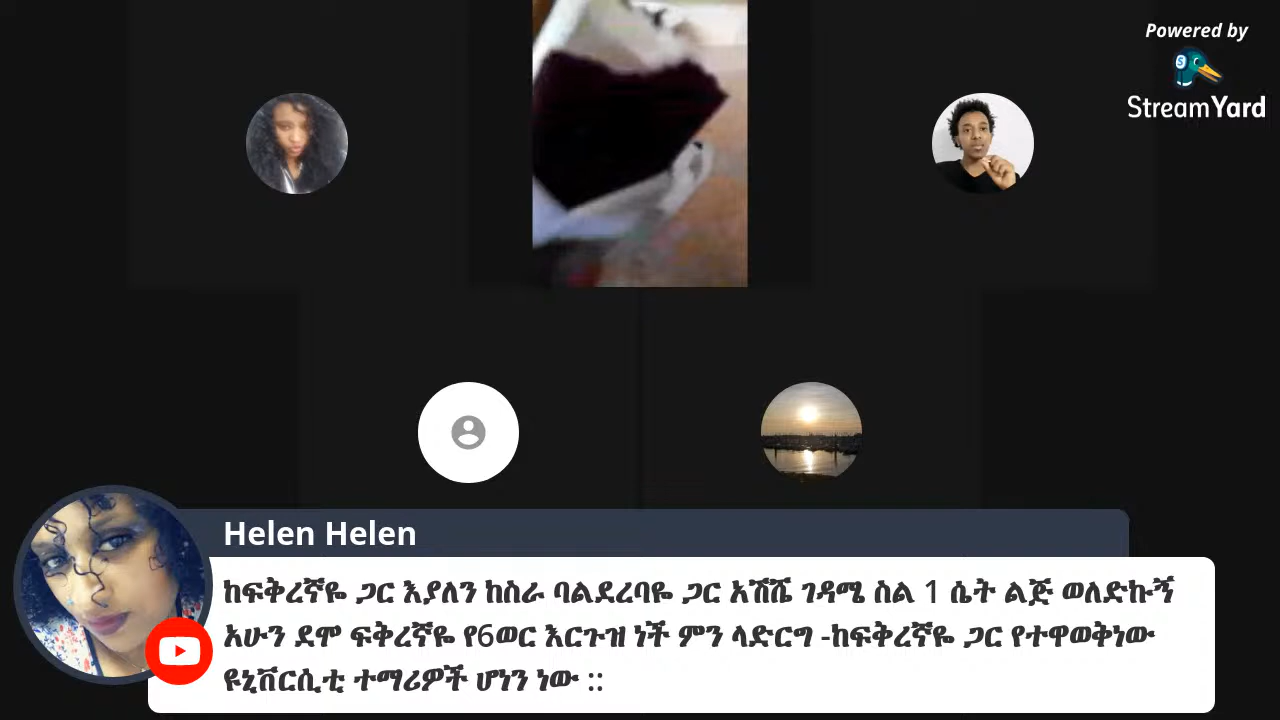 Powered by
StreamYard
Helen Helen
ከፍቅረኛዬ ጋር እያለን ከስራ ባልደረባዬ ጋር አሸሼ ገዳሜ ስል 1 ሴት ልጅ ወለድኩኝ
አሁን ደሞ ፍቅረኛዬ የ6ወር እርጉዝ ነች ምን ላድርግ -ከፍቅረኛዬ ጋር የተዋወቅነው
ዩኒቨርሲቲ ተማሪዎች ሆነን ነው ::